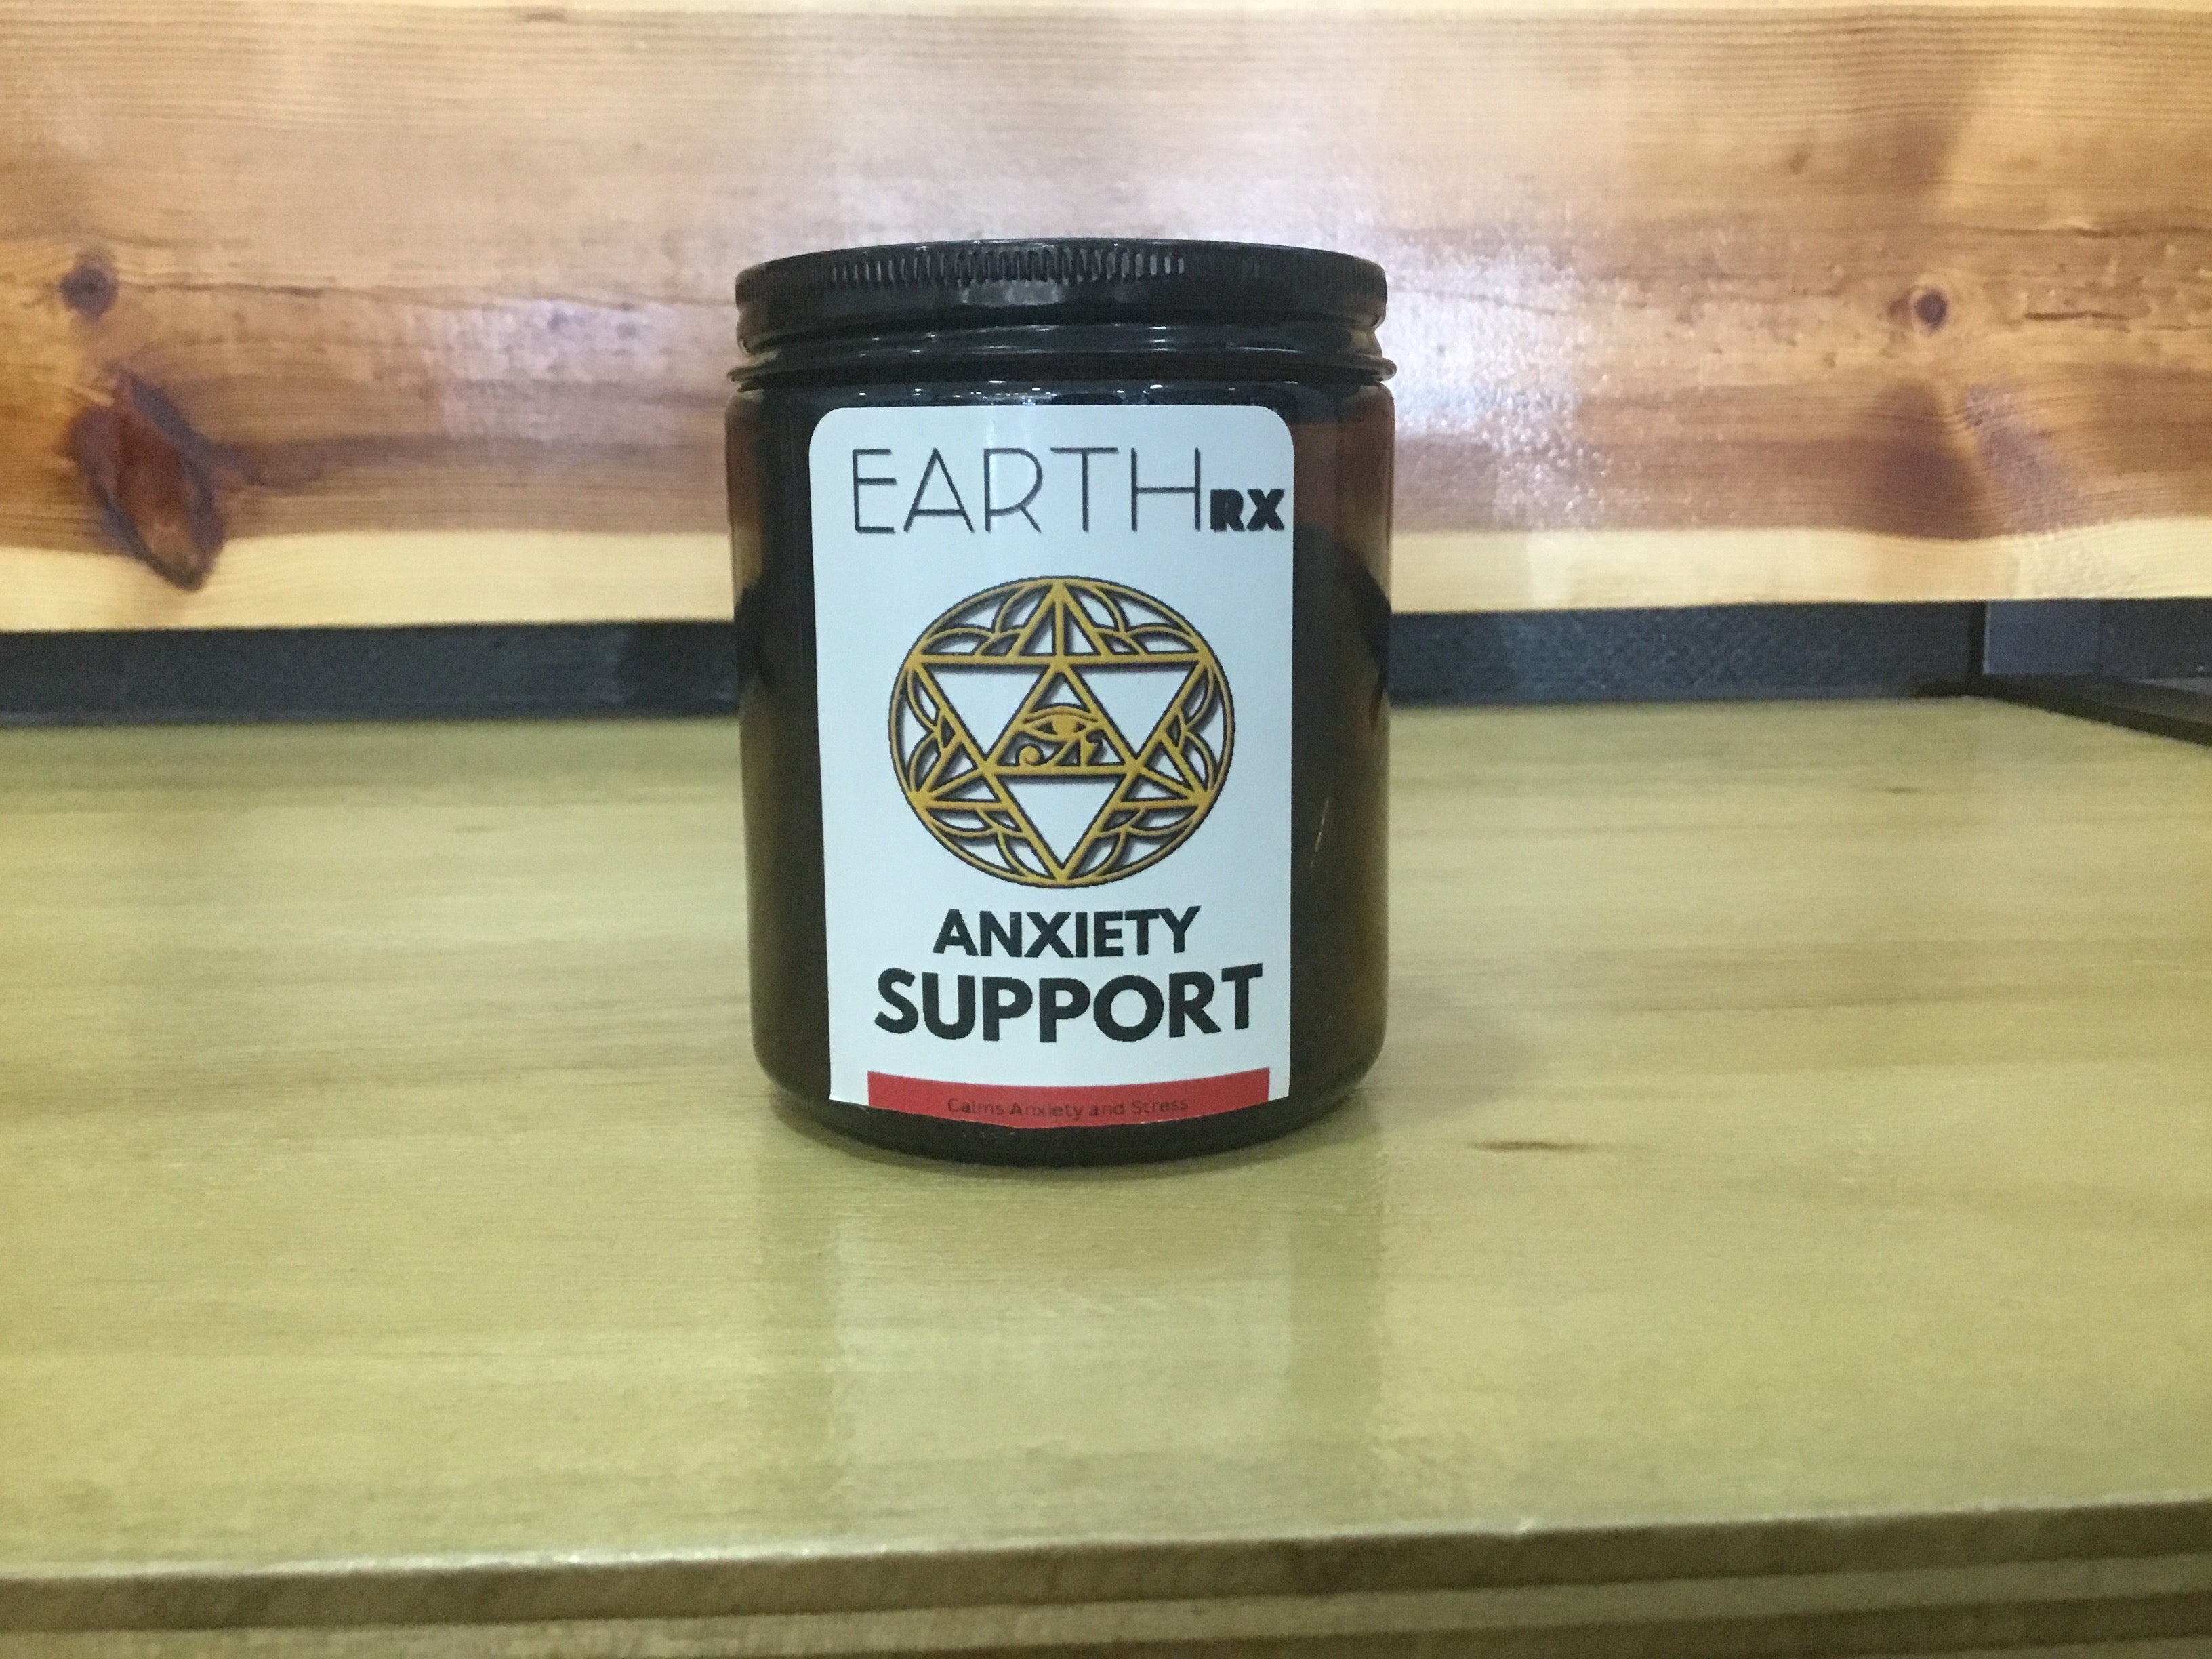 EARTHRX
ANXIETY
SUPPORT
Calms Anxiety and Stress